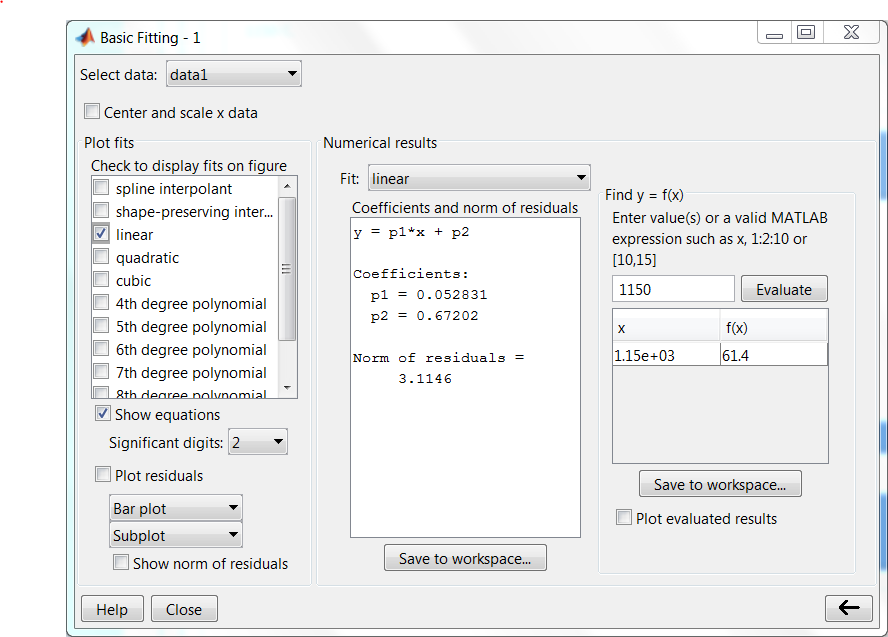 Basic Fitting - 1
Select data: data1
Center and scale x data
Plot fits
Check to display fits on figure
spline interpolant
shape-preserving inter...
linear
quadratic
cubic
4th degree polynomial
5th degree polynomial
6th degree polynomial
7th degree polynomial
8th degree polynomial
Show equations
Significant digits: 2
Plot residuals
Bar plot
Subplot
Show norm of residuals
Numerical results
Fit: linear
Coefficients and norm of residuals
y = p1*x + p2
Coefficients:
p1 = 0.052831
p2 = 0.67202
Norm of residuals =
3.1146
Save to workspace...
Find y = f(x)
Enter value(s) or a valid MATLAB
expression such as x, 1:2:10 or
[10,15]
1150 Evaluate
x f(x)
1.15e+03 61.4
Save to workspace...
Plot evaluated results
Help Close